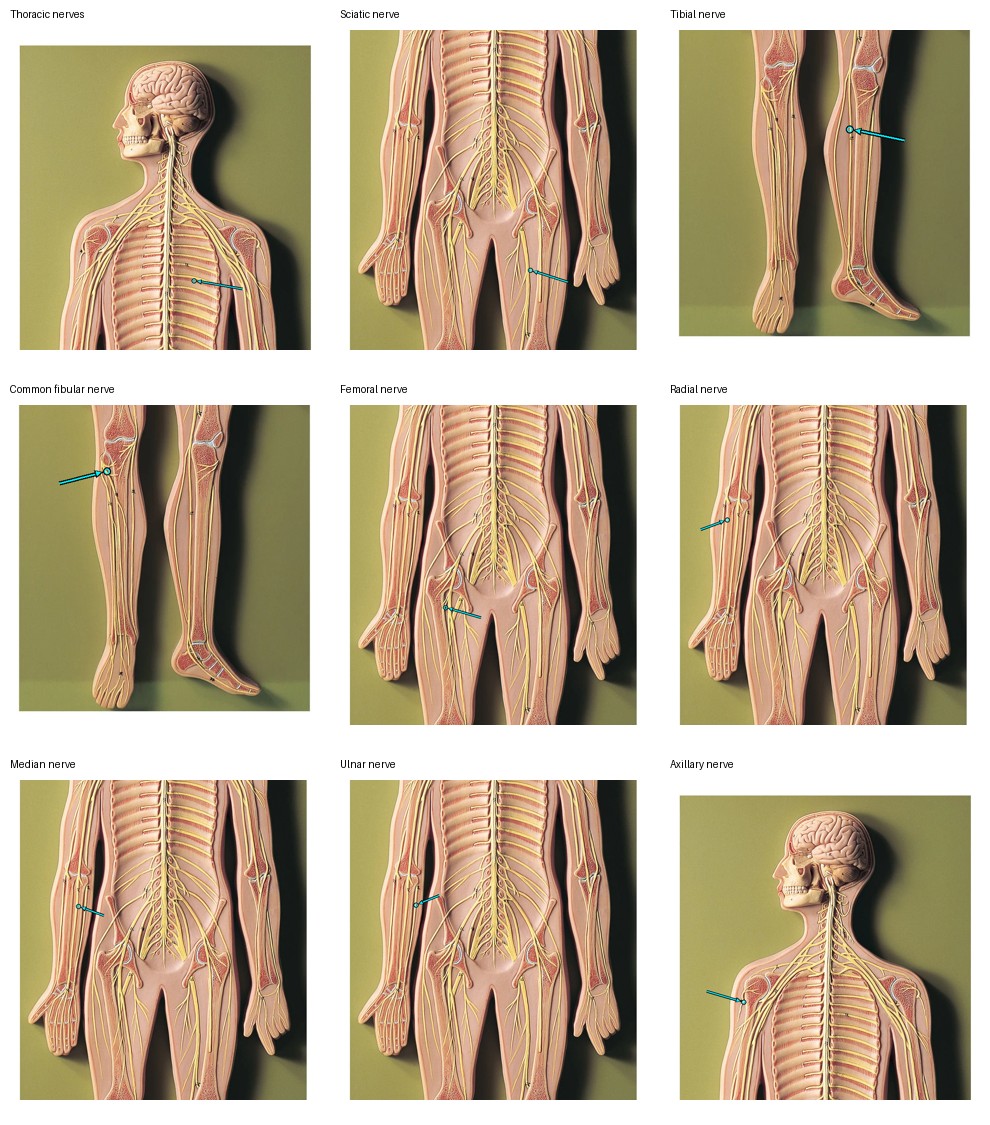 Thoracic nerves
Sciatic nerve
Tibial nerve
Common fibular nerve
Femoral nerve
Radial nerve
Median nerve
Ulnar nerve
Axillary nerve